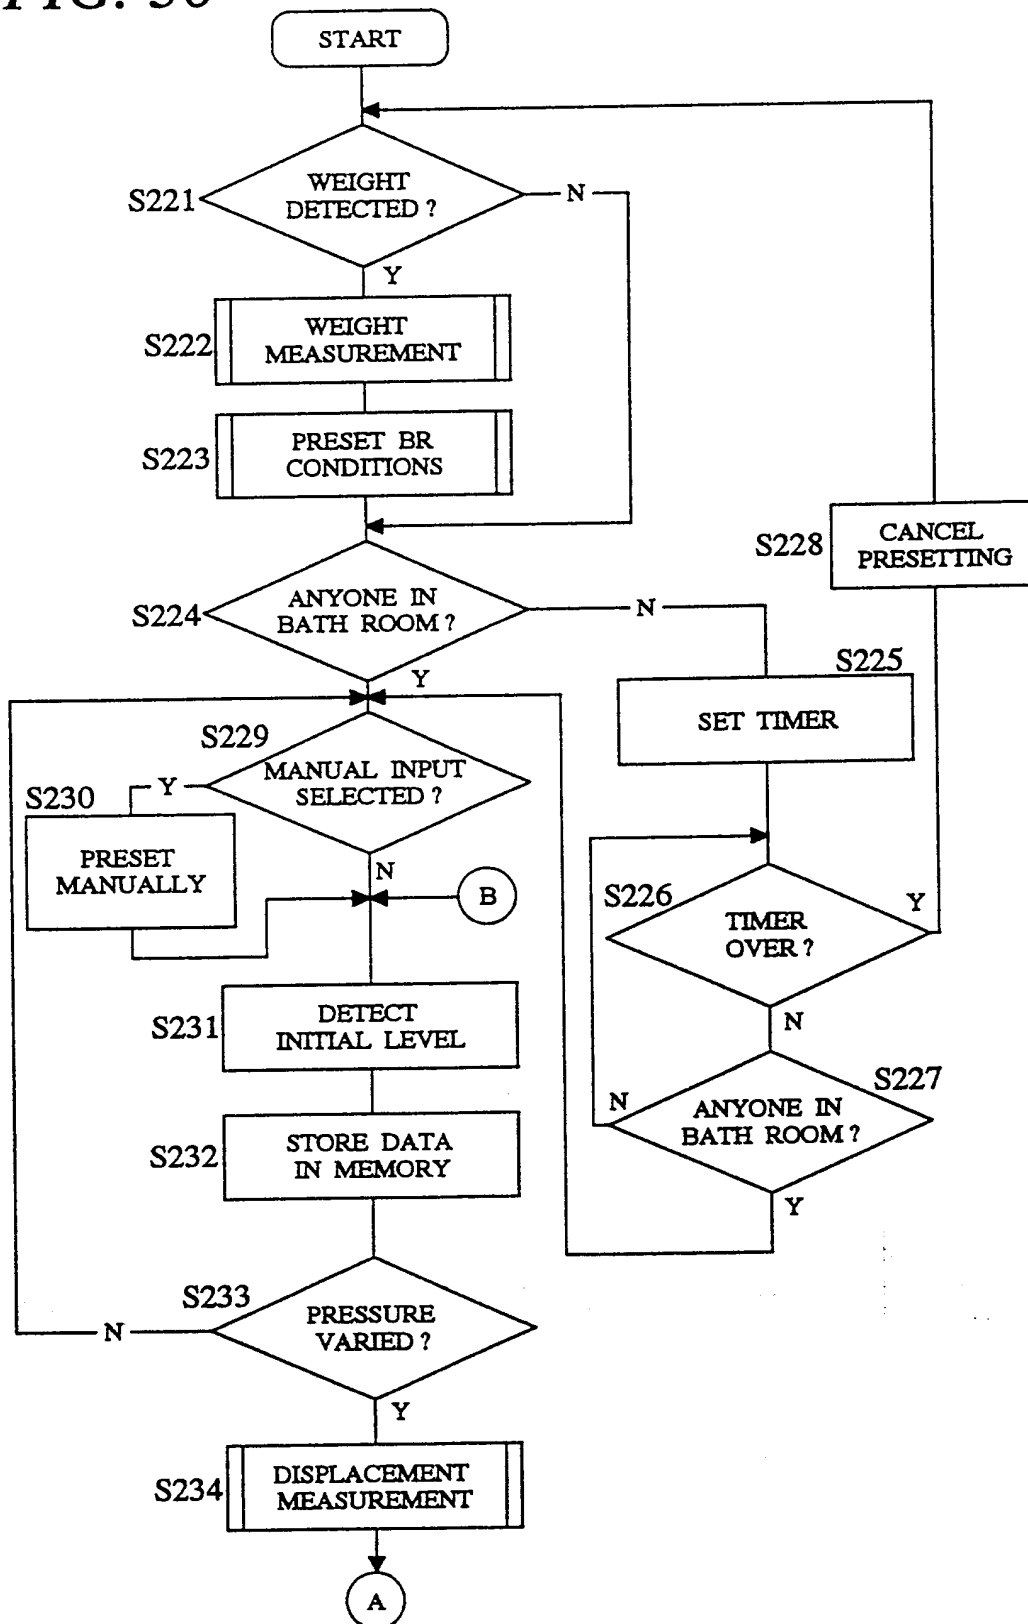 START
WEIGHT
DETECTED ?
S221
N
Y
S222
WEIGHT
MEASUREMENT
S223
PRESET BR
CONDITIONS
S228
CANCEL
PRESETTING
S224
ANYONE IN
BATH ROOM ?
N
Y
S225
SET TIMER
S229
MANUAL INPUT
SELECTED ?
Y
N
S230
PRESET
MANUALLY
B
S226
TIMER
OVER ?
Y
N
S231
DETECT
INITIAL LEVEL
S227
ANYONE IN
BATH ROOM ?
N
Y
S232
STORE DATA
IN MEMORY
S233
PRESSURE
VARIED ?
N
Y
S234
DISPLACEMENT
MEASUREMENT
A